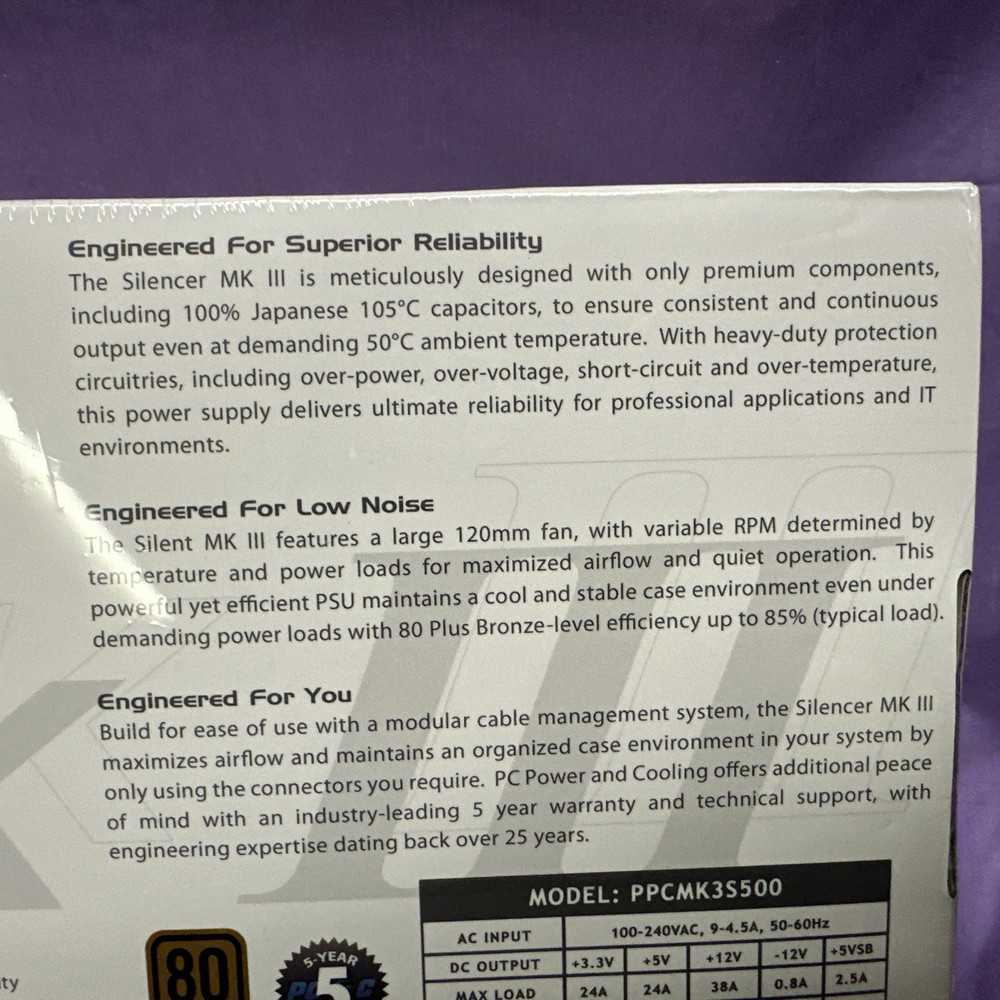 Engineered For Superior Reliability
The Silencer MK III is meticulously designed with only premium components,
including 100% Japanese 105°C capacitors, to ensure consistent and continuous
output even at demanding 50°C ambient temperature. With heavy-duty protection
circuitries, including over-power, over-voltage, short-circuit and over-temperature,
this power supply delivers ultimate reliability for professional applications and IT
environments.
Engineered For Low Noise
The Silent MK III features a large 120mm fan, with variable RPM determined by
temperature and power loads for maximized airflow and quiet operation. This
powerful yet efficient PSU maintains a cool and stable case environment even under
demanding power loads with 80 Plus Bronze-level efficiency up to 85% (typical load).
Engineered For You
Build for ease of use with a modular cable management system, the Silencer MK III
maximizes airflow and maintains an organized case environment in your system by
only using the connectors you require. PC Power and Cooling offers additional peace
of mind with an industry-leading 5 year warranty and technical support, with
engineering expertise dating back over 25 years.
MODEL: PPCMK3S500
AC INPUT 100-240VAC, 9-4.5A, 50-60Hz
DC OUTPUT +3.3V +5V +12V -12V +5VSB
MAX LOAD 24A 24A 38A 0.8A 2.5A
ity
80
5-YEAR
5